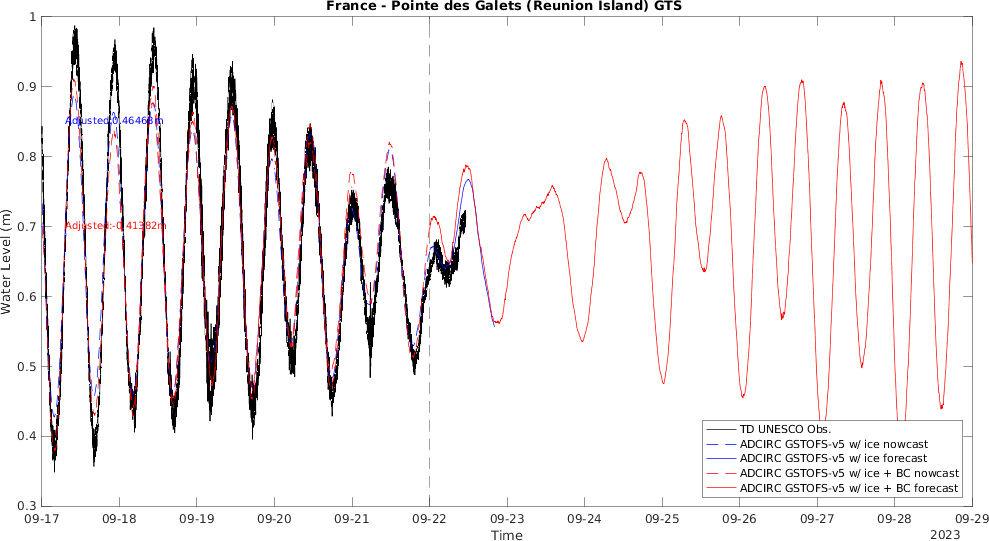 France - Pointe des Galets (Reunion Island) GTS
Water Level (m)
1
0.9
0.8
0.7
0.6
0.5
0.4
0.3
Adjusted:0.46463m
Adjusted:-0.41382m
TD UNESCO Obs.
ADCIRC GSTOFS-v5 w/ ice nowcast
ADCIRC GSTOFS-v5 w/ ice forecast
ADCIRC GSTOFS-v5 w/ ice + BC nowcast
ADCIRC GSTOFS-v5 w/ ice + BC forecast
09-17 09-18 09-19 09-20 09-21 09-22 09-23 09-24 09-25 09-26 09-27 09-28 09-29
Time
2023